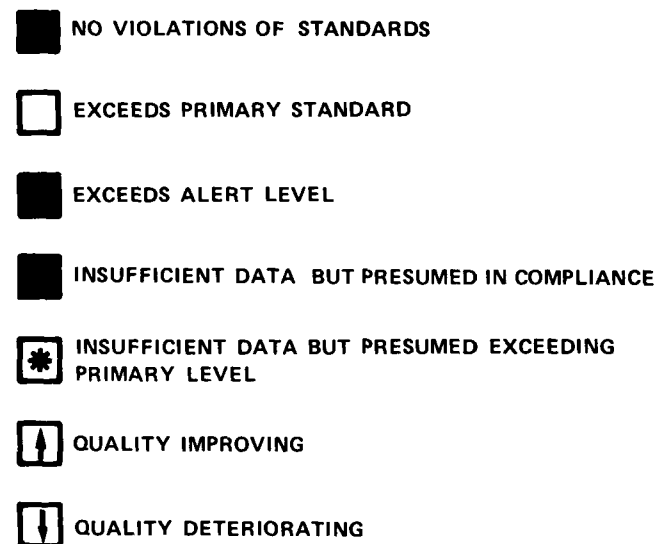 NO VIOLATIONS OF STANDARDS
EXCEEDS PRIMARY STANDARD
EXCEEDS ALERT LEVEL
INSUFFICIENT DATA BUT PRESUMED IN COMPLIANCE
INSUFFICIENT DATA BUT PRESUMED EXCEEDING
PRIMARY LEVEL
QUALITY IMPROVING
QUALITY DETERIORATING